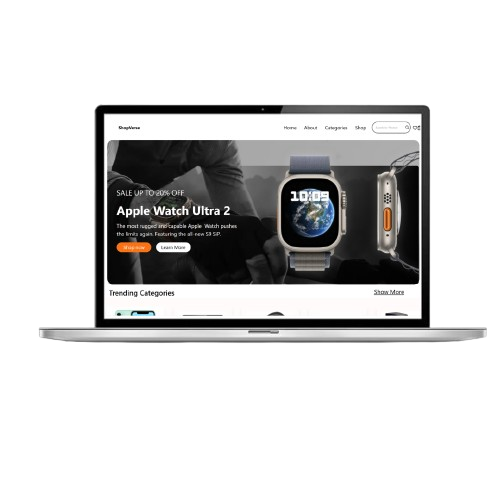 ShopVerse
Home About Categories Shop
SALE UP TO 30% OFF
10:09
Apple Watch Ultra 2
The most rugged and capable Apple Watch pushes
the limits again. Featuring the all-new S9 SiP.
Shop now Learn More
Trending Categories Show More